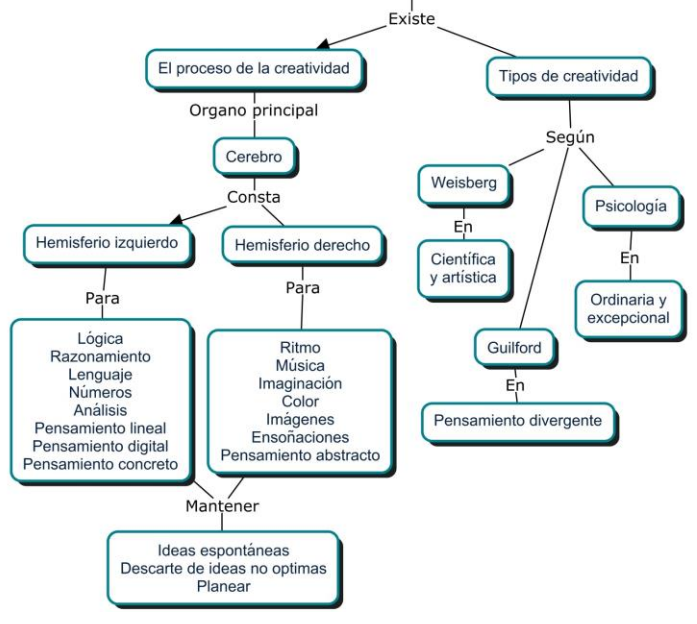 Existe
El proceso de la creatividad
Tipos de creatividad
Organo principal
Según
Cerebro
Weisberg
Psicología
Consta
En
En
Hemisferio izquierdo
Hemisferio derecho
Científica
y artística
Ordinaria y
excepcional
Para
Para
Lógica
Razonamiento
Lenguaje
Números
Análisis
Pensamiento lineal
Pensamiento digital
Pensamiento concreto
Ritmo
Música
Imaginación
Color
Imágenes
Ensoñaciones
Pensamiento abstracto
Guilford
En
Pensamiento divergente
Mantener
Ideas espontáneas
Descarte de ideas no optimas
Planear